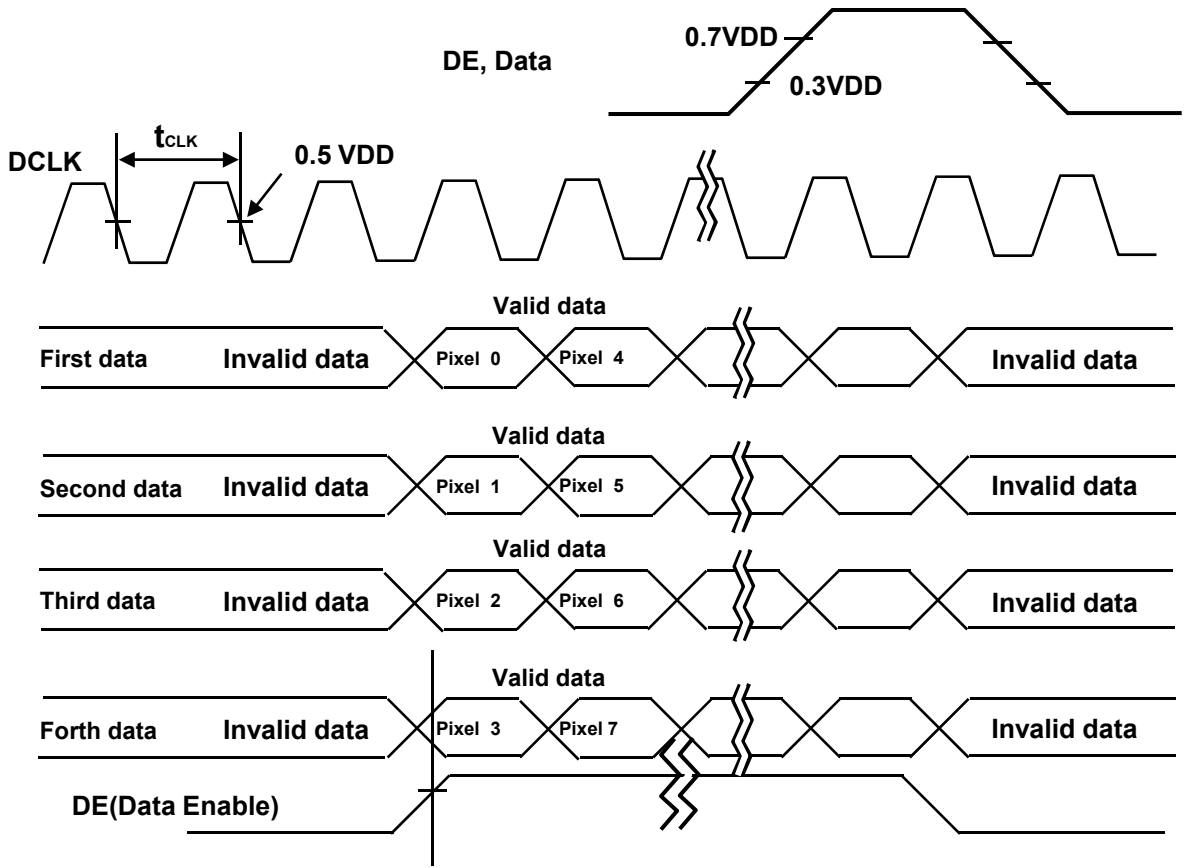 0.7VDD
DE, Data
0.3VDD
tCLK
0.5 VDD
DCLK
Valid data
First data Invalid data Pixel 0 Pixel 4 Invalid data
Valid data
Second data Invalid data Pixel 1 Pixel 5 Invalid data
Valid data
Third data Invalid data Pixel 2 Pixel 6 Invalid data
Valid data
Forth data Invalid data Pixel 3 Pixel 7 Invalid data
DE(Data Enable)